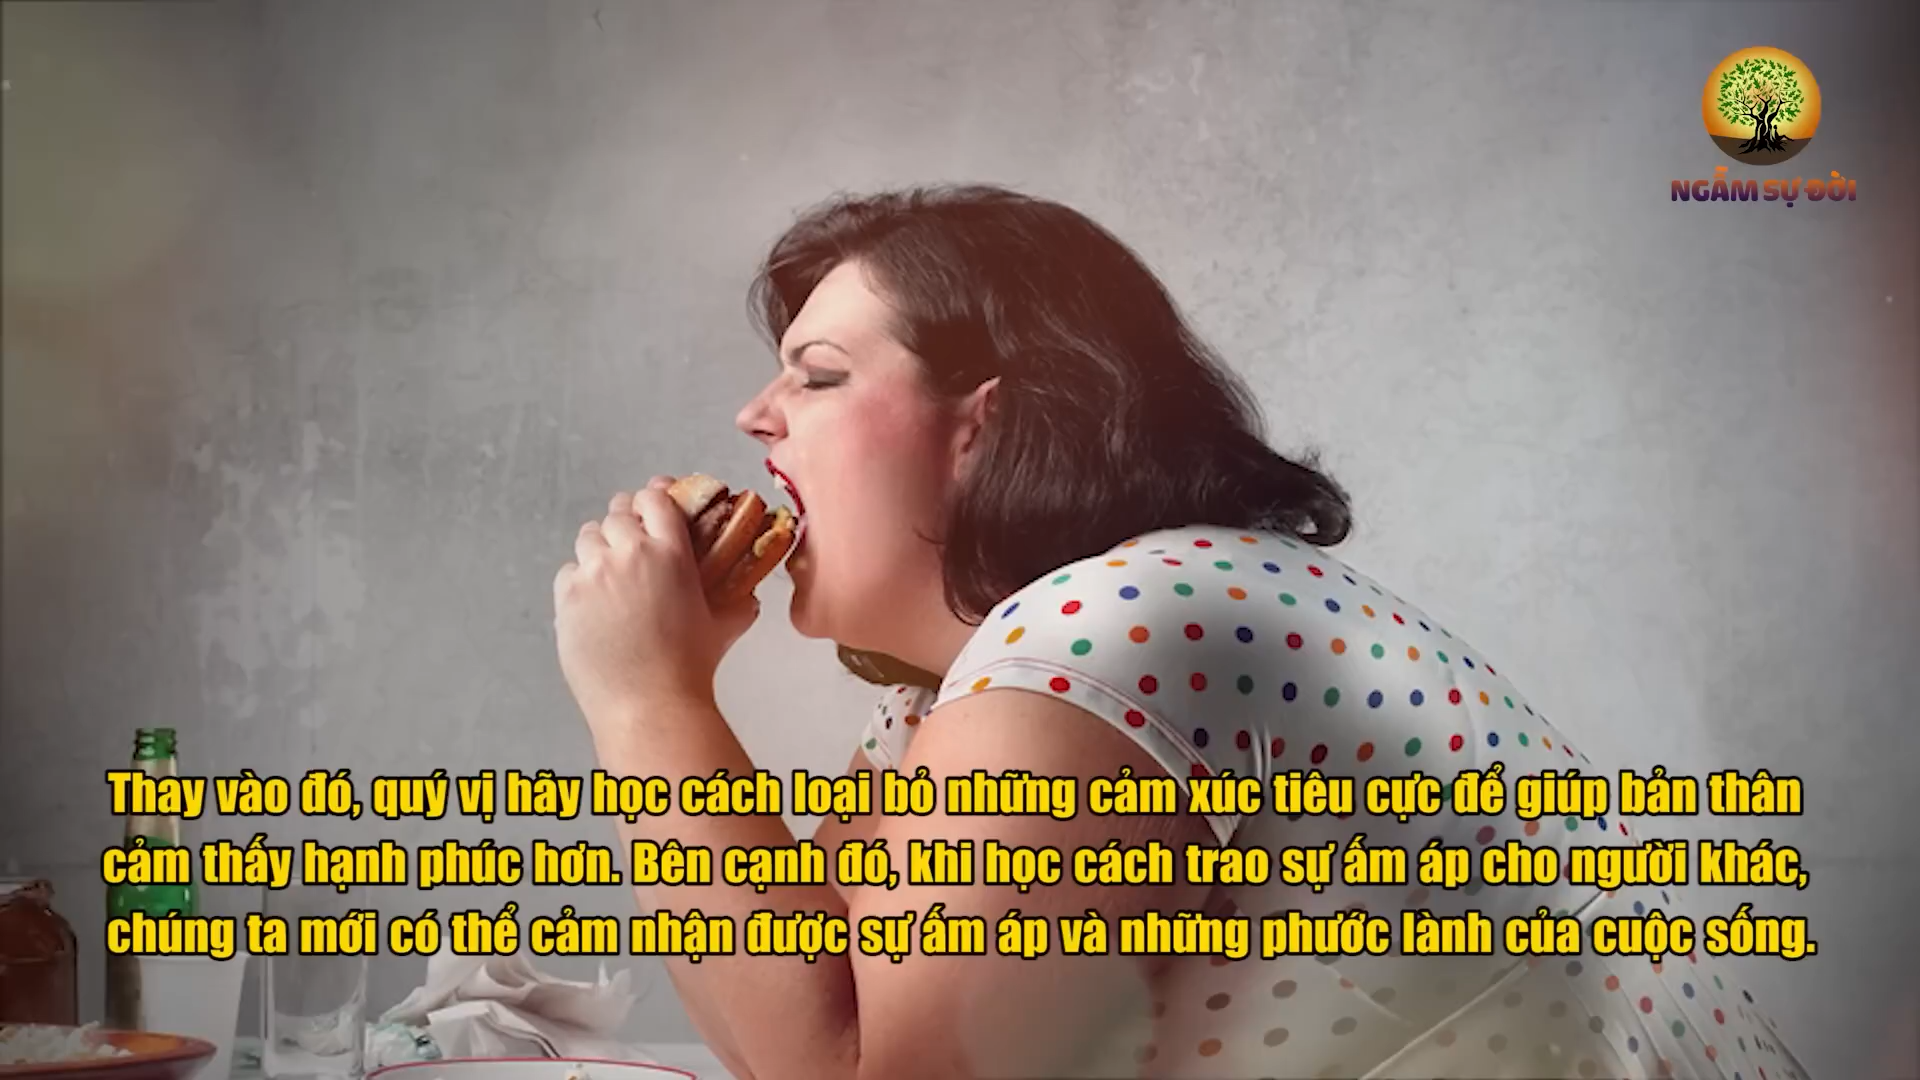 NGẪM SỰ ĐỜI
Thay vào đó, quý vị hãy học cách loại bỏ những cảm xúc tiêu cực để giúp bản thân
cảm thấy hạnh phúc hơn. Bên cạnh đó, khi học cách trao sự ấm áp cho người khác,
chúng ta mới có thể cảm nhận được sự ấm áp và những phước lành của cuộc sống.